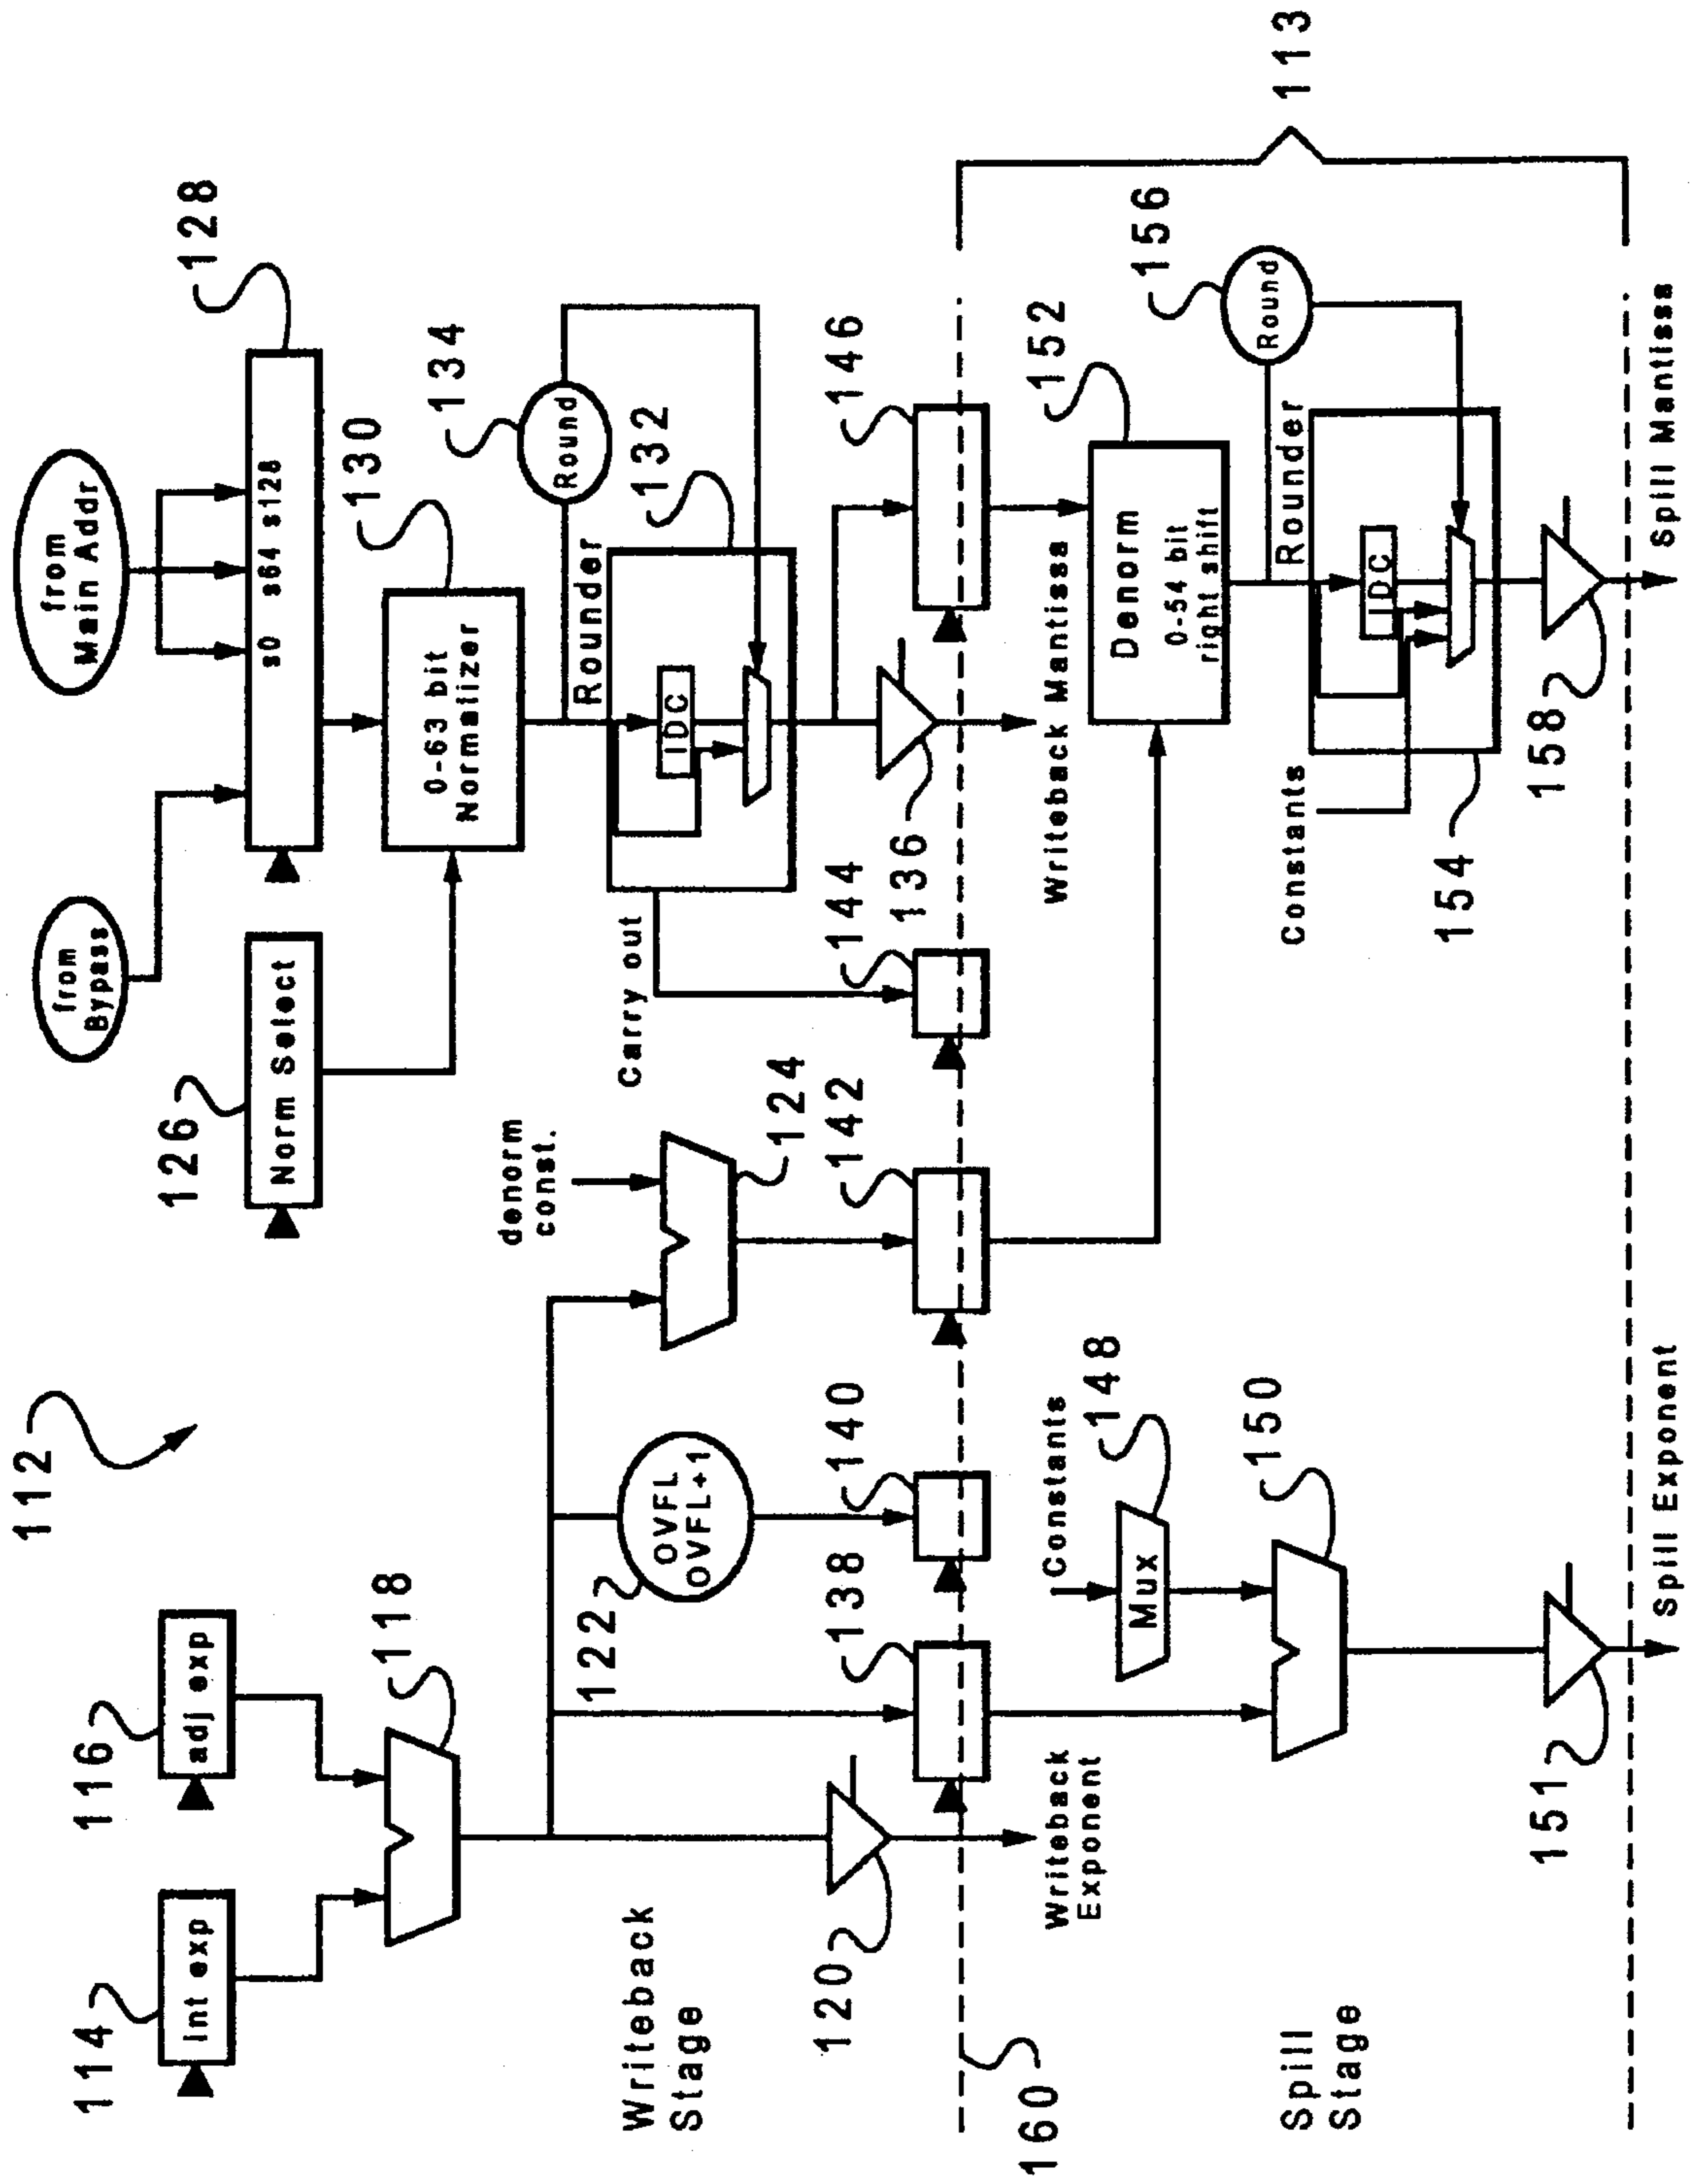 112
114
Int exp
116
adj exp
118
from
Bypass
from
Main Addr
126
Norm Select
s0 s64 s128
128
0-63 bit
Normalizer
130
denorm
const.
124
122
OVFL
OVFL+1
Round
134
Rounder
132
IDC
Carry out
Writeback
Stage
120
138
140
142
144
136
146
160
Writeback
Exponent
Writeback Mantissa
Constants
148
Mux
150
Denorm
0-54 bit
right shift
152
Round
156
113
Spill
Stage
Constants
Rounder
IDC
154
151
158
Spill Exponent
Spill Mantissa